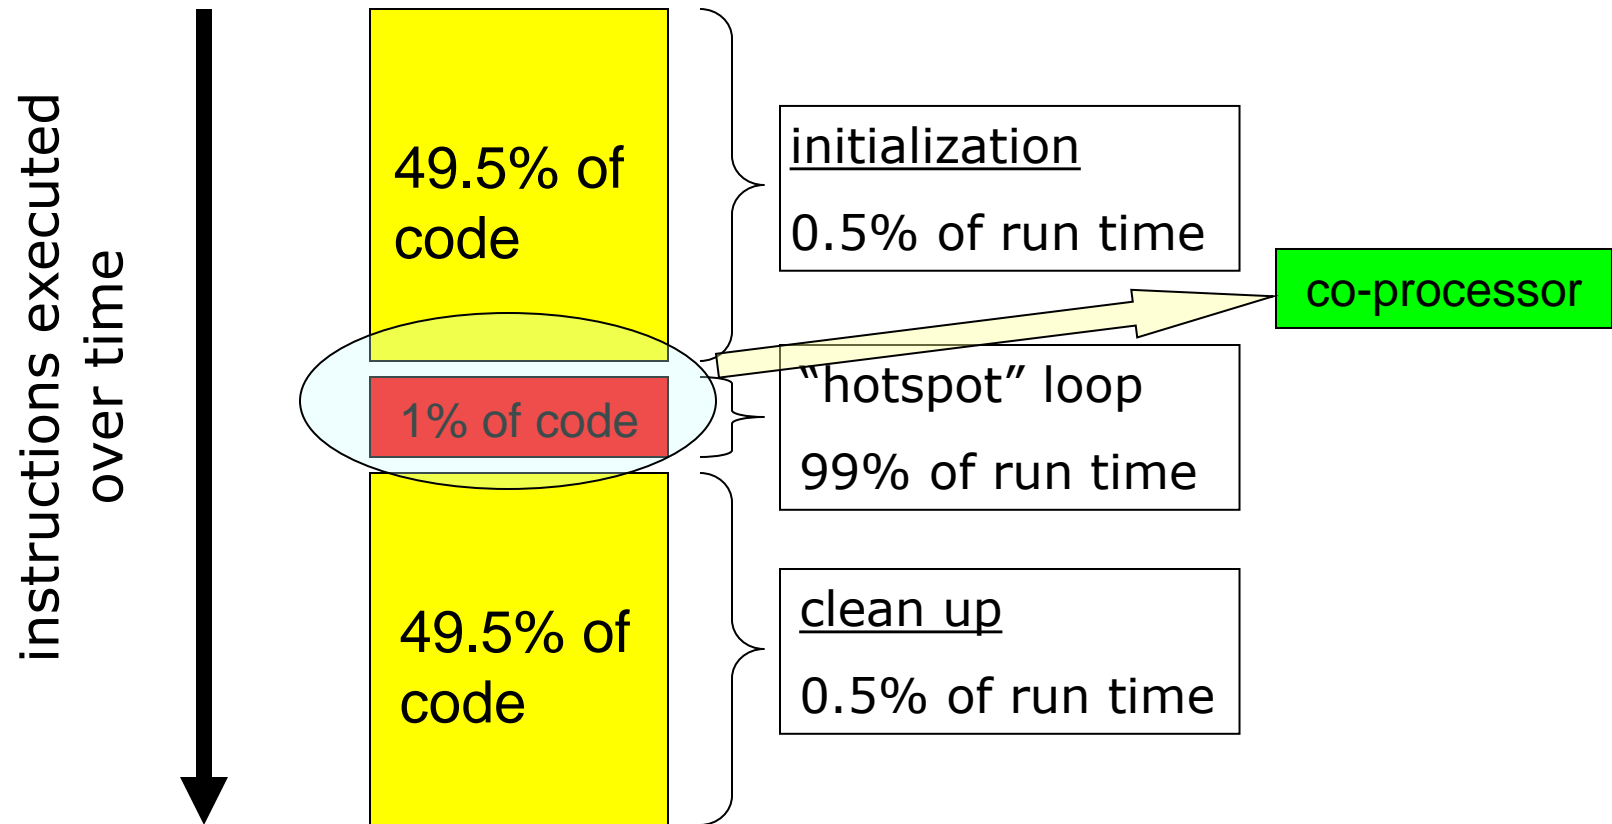 instructions executed
over time
49.5% of
code
initialization
0.5% of run time
co-processor
1% of code
“hotspot” loop
99% of run time
49.5% of
code
clean up
0.5% of run time